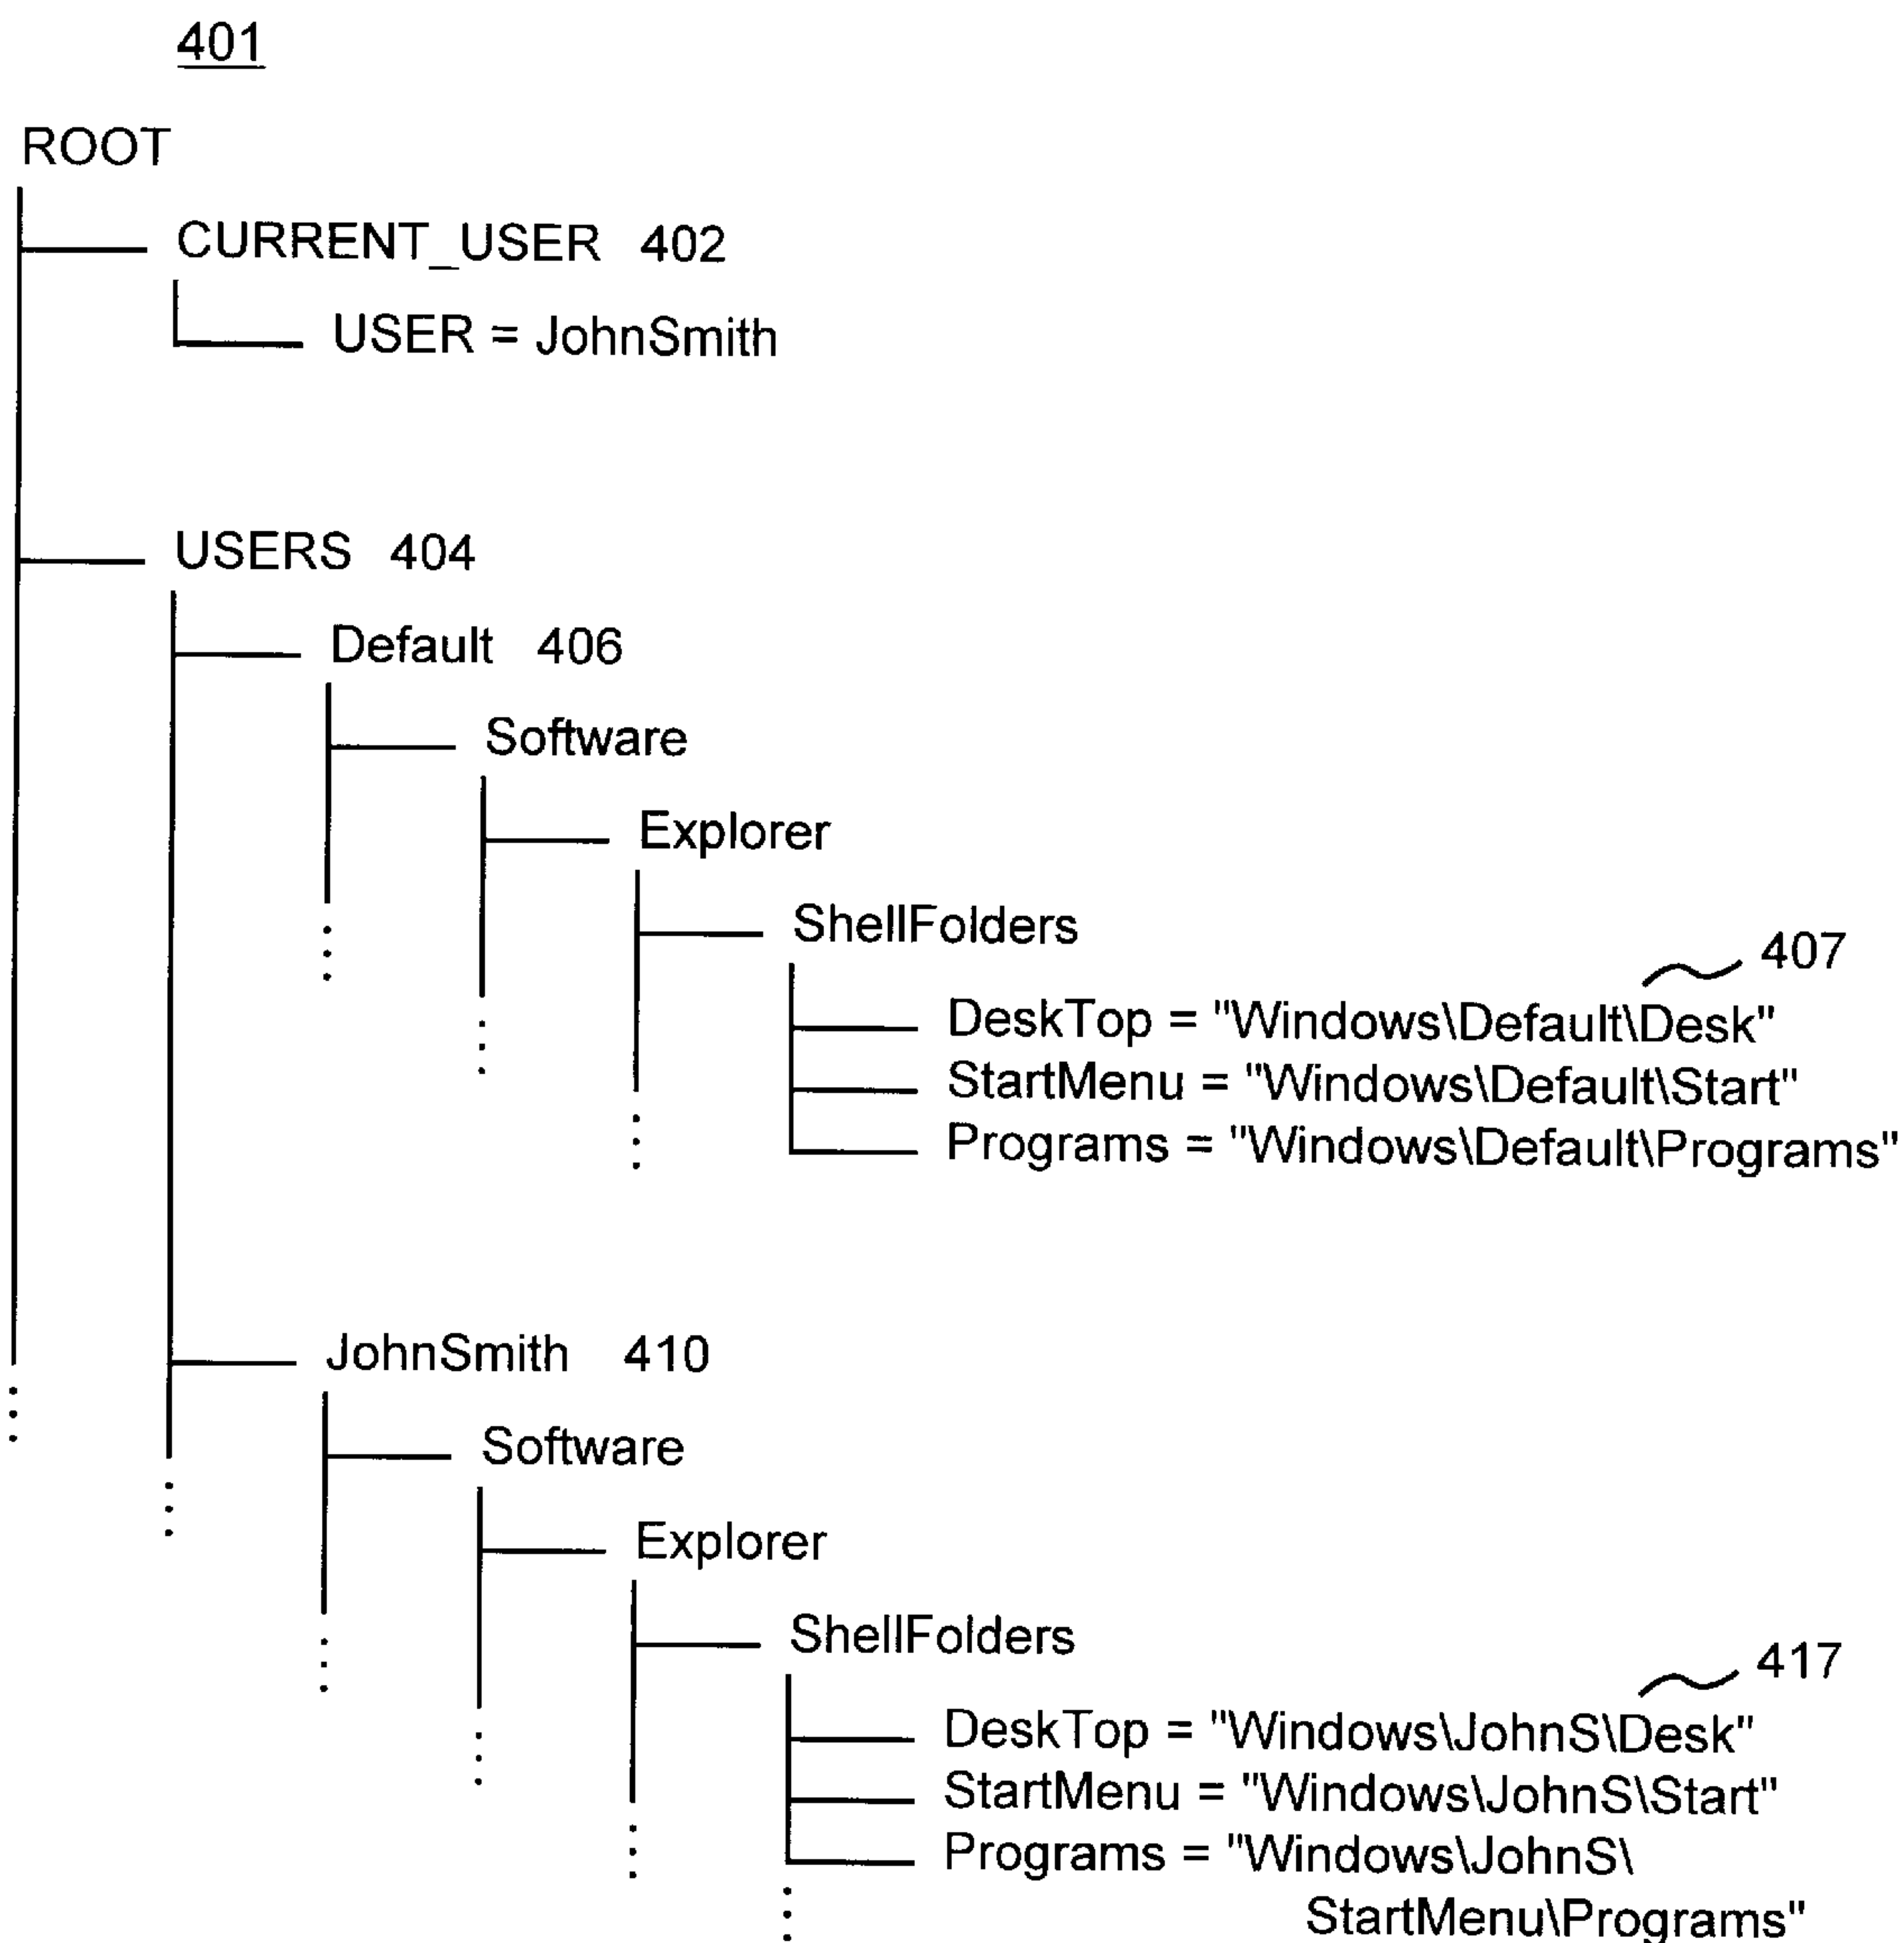 401
ROOT
CURRENT_USER 402
USER = JohnSmith
USERS 404
Default 406
Software
Explorer
ShellFolders
407
DeskTop = "Windows\Default\Desk"
StartMenu = "Windows\Default\Start"
Programs = "Windows\Default\Programs"
JohnSmith 410
Software
Explorer
ShellFolders
417
DeskTop = "Windows\JohnS\Desk"
StartMenu = "Windows\JohnS\Start"
Programs = "Windows\JohnS\
StartMenu\Programs"